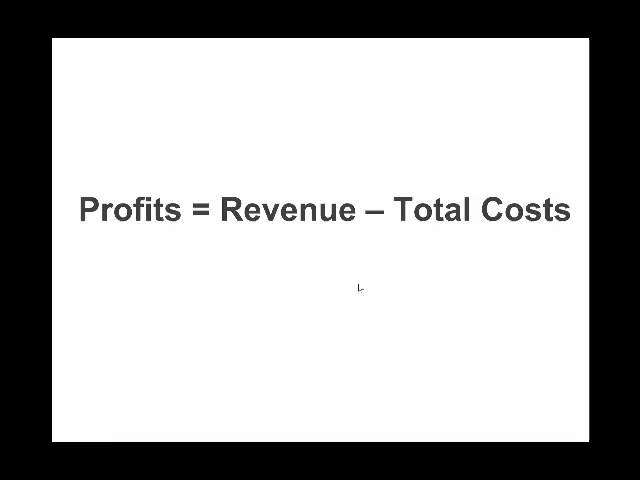 Profits = Revenue – Total Costs